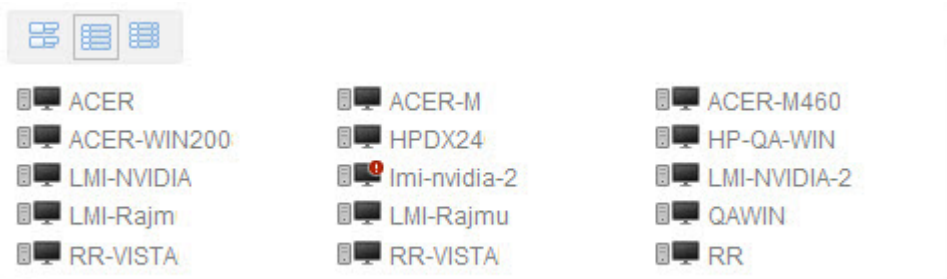 ACER ACER-M ACER-M460
ACER-WIN200 HPDX24 HP-QA-WIN
LMI-NVIDIA lmi-nvidia-2 LMI-NVIDIA-2
LMI-Rajm LMI-Rajmu QAWIN
RR-VISTA RR-VISTA RR